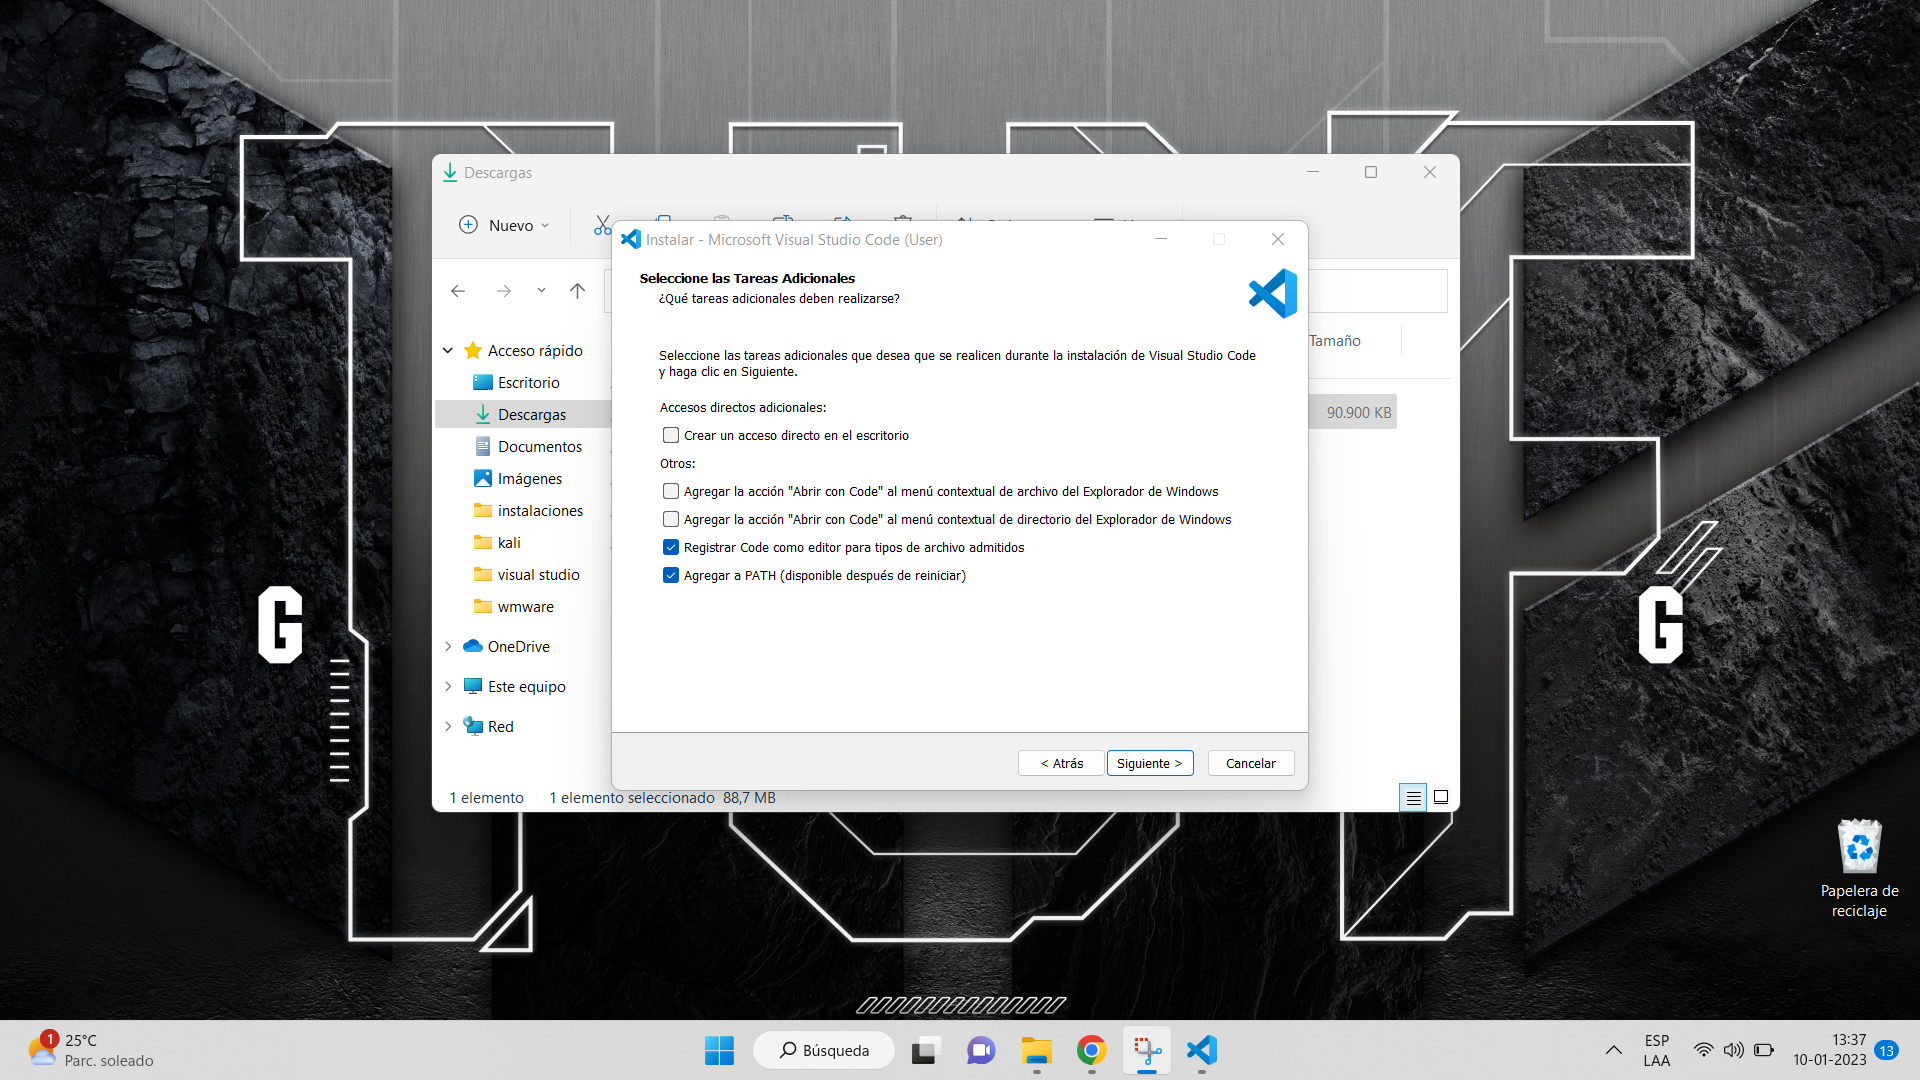 Descargas
Nuevo
Instalar - Microsoft Visual Studio Code (User)
Seleccione las Tareas Adicionales
¿Qué tareas adicionales deben realizarse?
Seleccione las tareas adicionales que desea que se realicen durante la instalación de Visual Studio Code
y haga clic en Siguiente.
Accesos directos adicionales:
Crear un acceso directo en el escritorio
Otros:
Agregar la acción "Abrir con Code" al menú contextual de archivo del Explorador de Windows
Agregar la acción "Abrir con Code" al menú contextual de directorio del Explorador de Windows
Registrar Code como editor para tipos de archivo admitidos
Agregar a PATH (disponible después de reiniciar)
< Atrás
Siguiente >
Cancelar
Acceso rápido
Escritorio
Descargas
Documentos
Imágenes
instalaciones
kali
visual studio
wmware
OneDrive
Este equipo
Red
Tamaño
90.900 KB
1 elemento
1 elemento seleccionado 88,7 MB
G
G
Papelera de
reciclaje
1
25°C
Parc. soleado
Búsqueda
ESP
LAA
13:37
10-01-2023
13